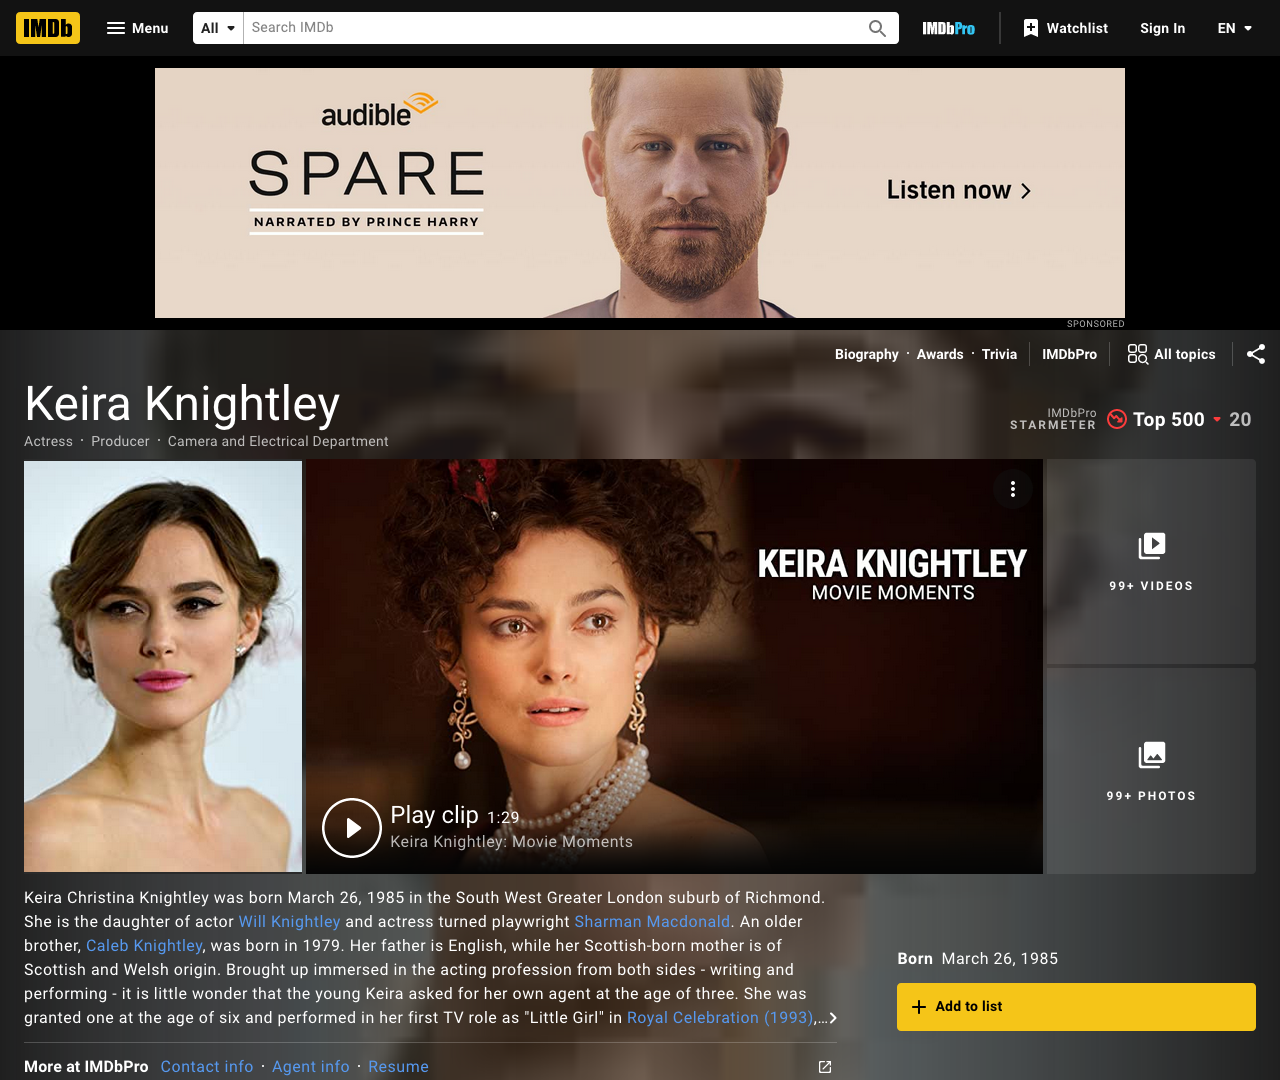 IMDb
Menu
All
Search IMDb
IMDbPro
Watchlist
Sign In
EN
audible
SPARE
NARRATED BY PRINCE HARRY
Listen now
SPONSORED
Biography · Awards · Trivia
IMDbPro
All topics
Keira Knightley
Actress · Producer · Camera and Electrical Department
IMDbPro
STARMETER
Top 500
20
KEIRA KNIGHTLEY
MOVIE MOMENTS
99+ VIDEOS
99+ PHOTOS
Play clip 1:29
Keira Knightley: Movie Moments
Keira Christina Knightley was born March 26, 1985 in the South West Greater London suburb of Richmond.
She is the daughter of actor Will Knightley and actress turned playwright Sharman Macdonald. An older
brother, Caleb Knightley, was born in 1979. Her father is English, while her Scottish-born mother is of
Scottish and Welsh origin. Brought up immersed in the acting profession from both sides - writing and
performing - it is little wonder that the young Keira asked for her own agent at the age of three. She was
granted one at the age of six and performed in her first TV role as "Little Girl" in Royal Celebration (1993),...
Born March 26, 1985
Add to list
More at IMDbPro Contact info · Agent info · Resume